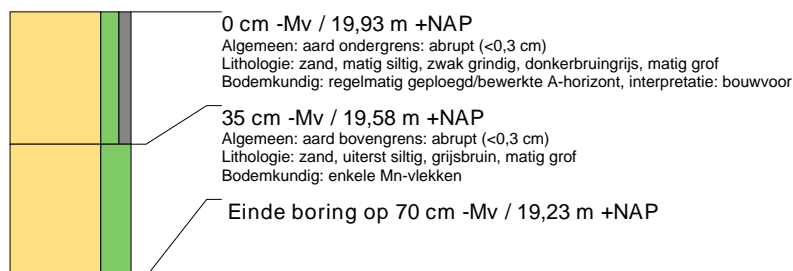 0 cm -Mv / 19,93 m +NAP
Algemeen: aard ondergrens: abrupt (<0,3 cm)
Lithologie: zand, matig siltig, zwak grindig, donkerbruingrijs, matig grof
Bodemkundig: regelmatig geploegd/bewerkte A-horizont, interpretatie: bouwvoor
35 cm -Mv / 19,58 m +NAP
Algemeen: aard bovengrens: abrupt (<0,3 cm)
Lithologie: zand, uiterst siltig, grijsbruin, matig grof
Bodemkundig: enkele Mn-vlekken
Einde boring op 70 cm -Mv / 19,23 m +NAP